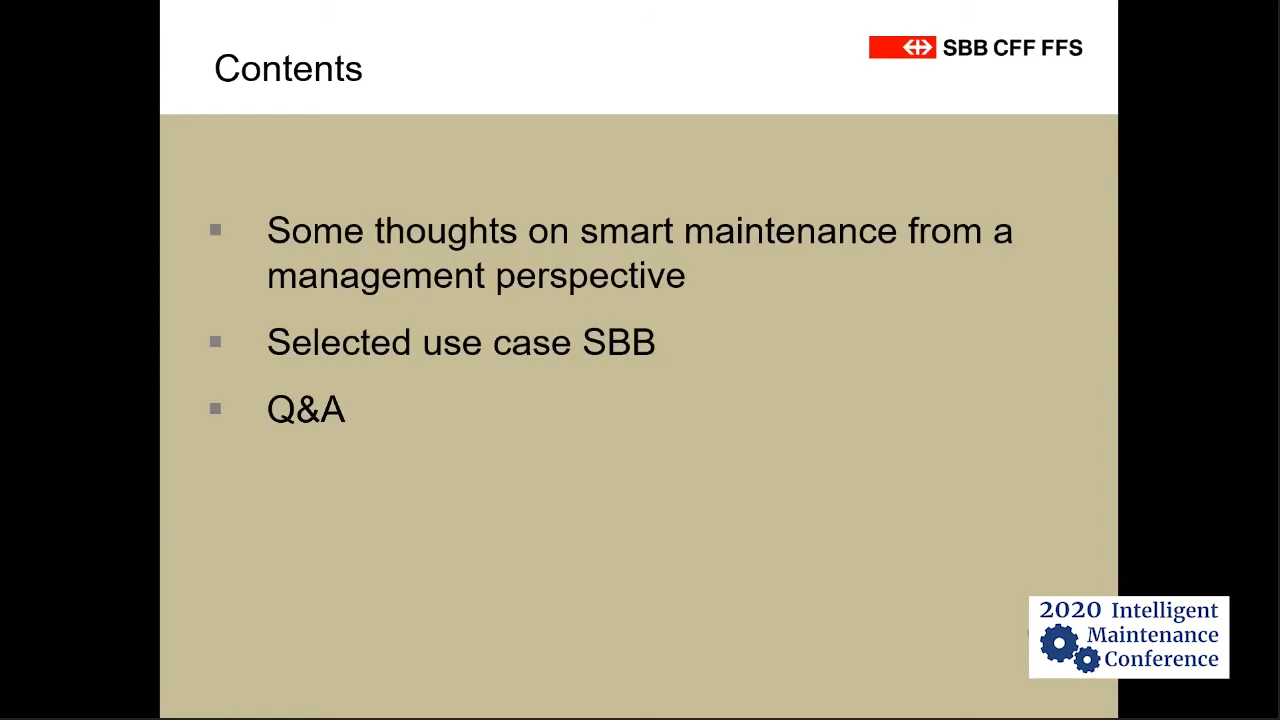 Contents
SBB CFF FFS
Some thoughts on smart maintenance from a
management perspective
Selected use case SBB
Q&A
2020 Intelligent
Maintenance
Conference